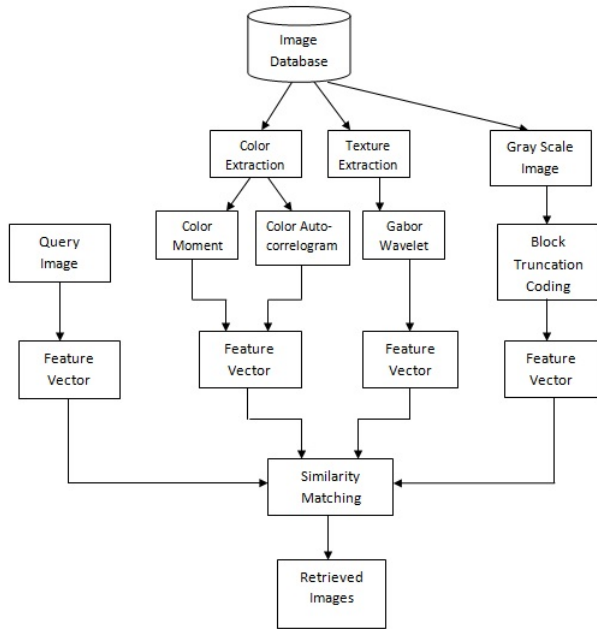 Image
Database
Color
Extraction
Texture
Extraction
Gray Scale
Image
Query
Image
Color
Moment
Color Auto-
correlogram
Gabor
Wavelet
Block
Truncation
Coding
Feature
Vector
Feature
Vector
Feature
Vector
Feature
Vector
Similarity
Matching
Retrieved
Images